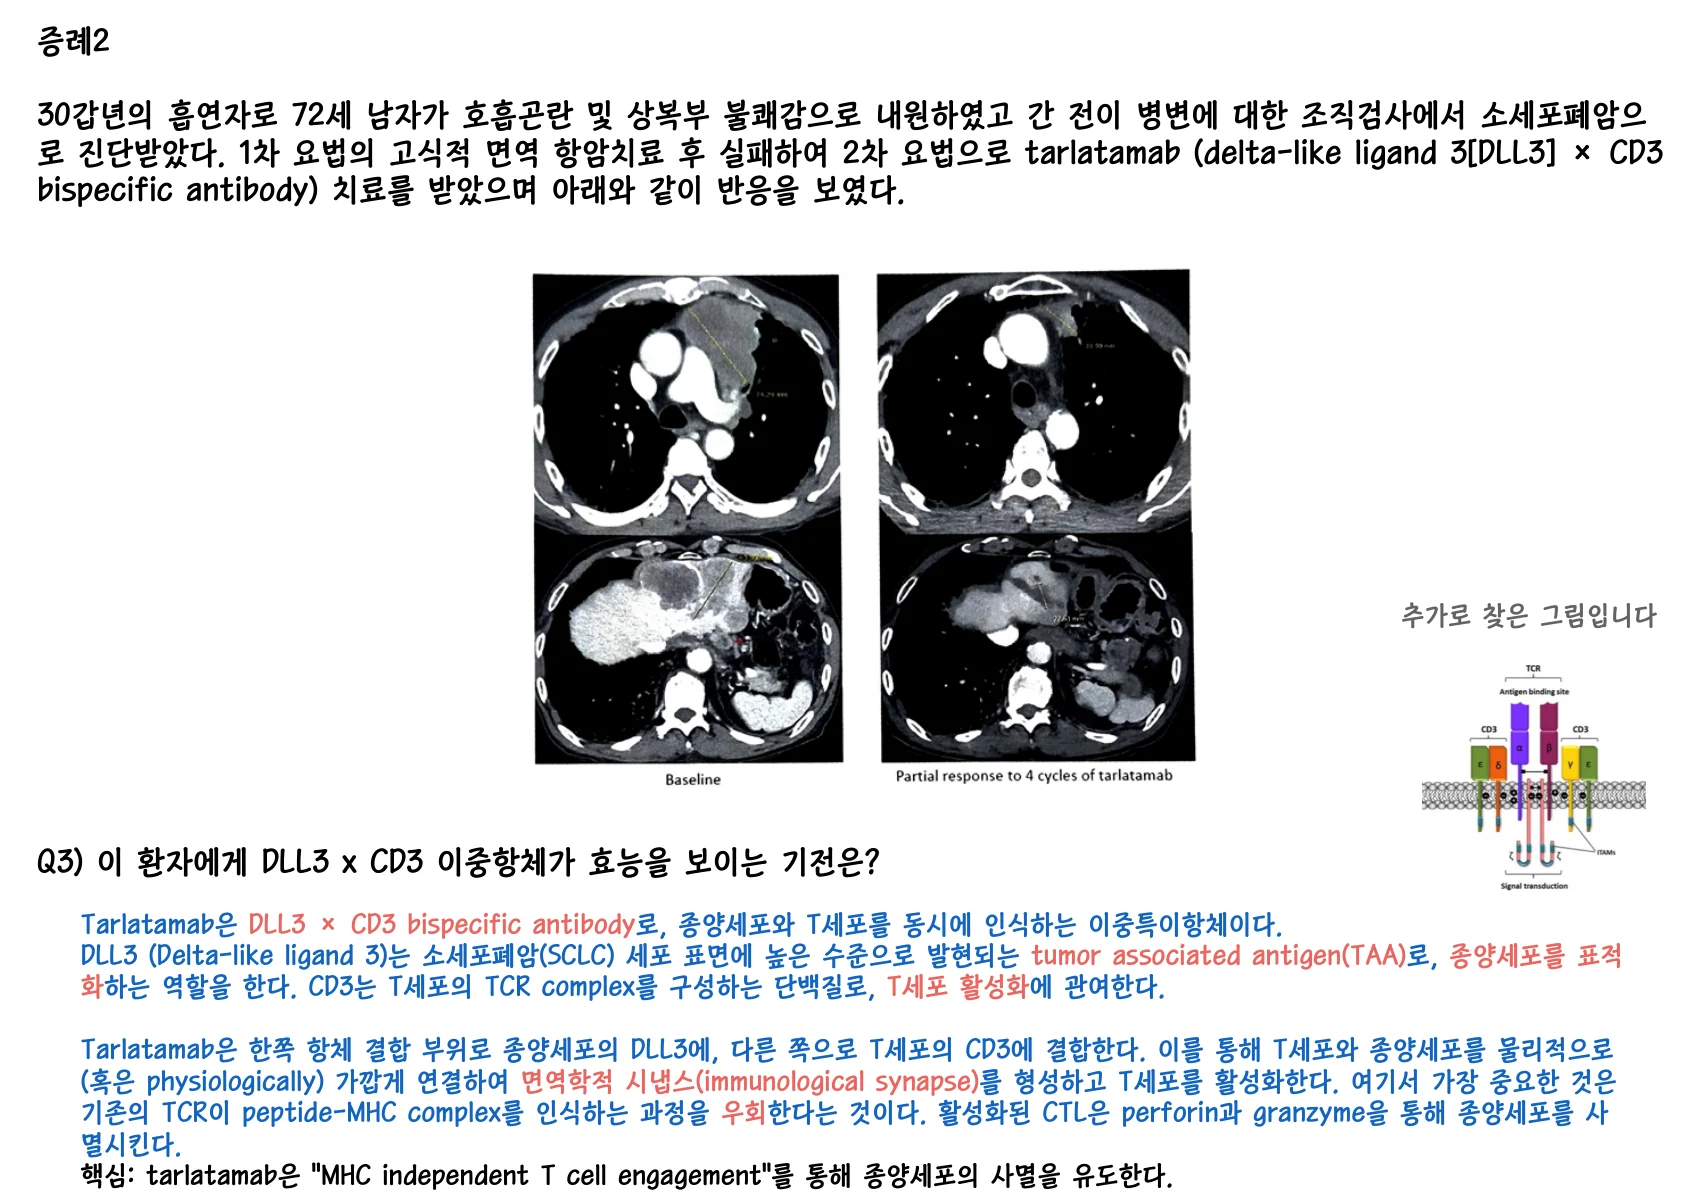 증례2
30갑년의 흡연자로 72세 남자가 호흡곤란 및 상복부 불쾌감으로 내원하였고 간 전이 병변에 대한 조직검사에서 소세포폐암으
로 진단받았다. 1차 요법의 고식적 면역 항암치료 후 실패하여 2차 요법으로 tarlatamab (delta-like ligand 3[DLL3] × CD3
bispecific antibody) 치료를 받았으며 아래와 같이 반응을 보였다.
Baseline
Partial response to 4 cycles of tarlatamab
추가로 찾은 그림입니다
TCR
Antigen binding site
CD3
CD3
ε
δ
α
β
γ
ε
ITAMs
ζ
ζ
Signal transduction
Q3) 이 환자에게 DLL3 x CD3 이중항체가 효능을 보이는 기전은?
Tarlatamab은 DLL3 × CD3 bispecific antibody로, 종양세포와 T세포를 동시에 인식하는 이중특이항체이다.
DLL3 (Delta-like ligand 3)는 소세포폐암(SCLC) 세포 표면에 높은 수준으로 발현되는 tumor associated antigen(TAA)로, 종양세포를 표적
화하는 역할을 한다. CD3는 T세포의 TCR complex를 구성하는 단백질로, T세포 활성화에 관여한다.
Tarlatamab은 한쪽 항체 결합 부위로 종양세포의 DLL3에, 다른 쪽으로 T세포의 CD3에 결합한다. 이를 통해 T세포와 종양세포를 물리적으로
(혹은 physiologically) 가깝게 연결하여 면역학적 시냅스(immunological synapse)를 형성하고 T세포를 활성화한다. 여기서 가장 중요한 것은
기존의 TCR이 peptide-MHC complex를 인식하는 과정을 우회한다는 것이다. 활성화된 CTL은 perforin과 granzyme을 통해 종양세포를 사
멸시킨다.
핵심: tarlatamab은 "MHC independent T cell engagement"를 통해 종양세포의 사멸을 유도한다.